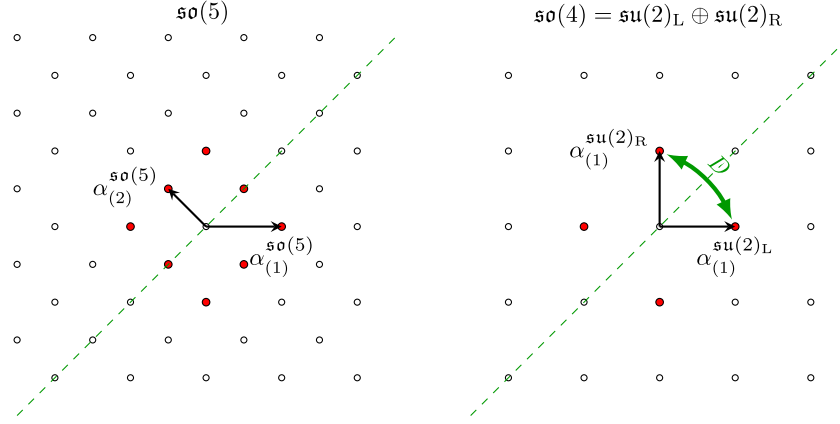 𝔰𝔬(5)
α_{(2)}^{𝔰𝔬(5)}
α_{(1)}^{𝔰𝔬(5)}
𝔰𝔬(4) = 𝔰𝔲(2)_L ⊕ 𝔰𝔲(2)_R
α_{(1)}^{𝔰𝔲(2)_R}
D
α_{(1)}^{𝔰𝔲(2)_L}